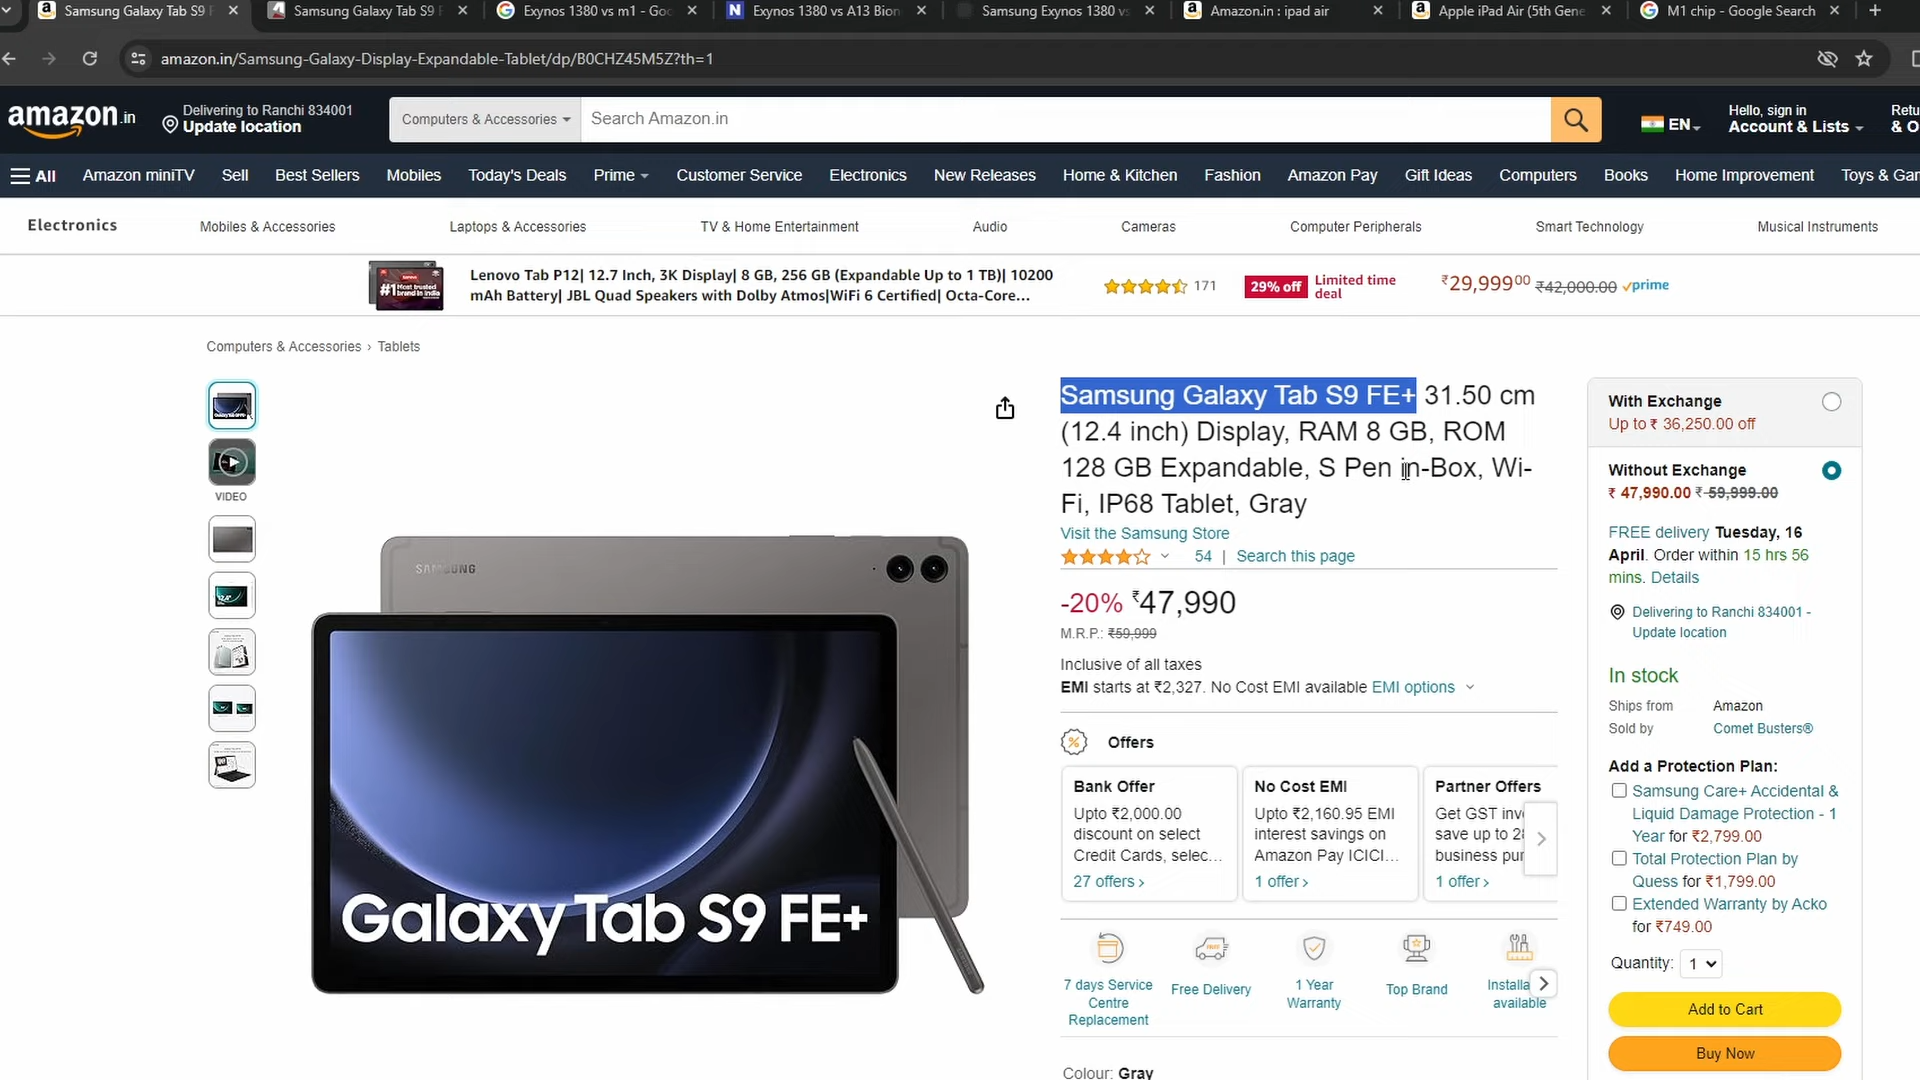 Samsung Galaxy Tab S9 F
Samsung Galaxy Tab S9 F
Exynos 1380 vs m1 - Goo
Exynos 1380 vs A13 Bion
Samsung Exynos 1380 vs
Amazon.in : ipad air
Apple iPad Air (5th Gene
M1 chip - Google Search
amazon.in/Samsung-Galaxy-Display-Expandable-Tablet/dp/B0CHZ45M5Z?th=1
amazon.in
Delivering to Ranchi 834001
Update location
Computers & Accessories
Search Amazon.in
EN
Hello, sign in
Account & Lists
Retu
& O
All
Amazon miniTV
Sell
Best Sellers
Mobiles
Today's Deals
Prime
Customer Service
Electronics
New Releases
Home & Kitchen
Fashion
Amazon Pay
Gift Ideas
Computers
Books
Home Improvement
Toys & Gam
Electronics
Mobiles & Accessories
Laptops & Accessories
TV & Home Entertainment
Audio
Cameras
Computer Peripherals
Smart Technology
Musical Instruments
Lenovo Tab P12| 12.7 Inch, 3K Display| 8 GB, 256 GB (Expandable Up to 1 TB)| 10200
mAh Battery| JBL Quad Speakers with Dolby Atmos|WiFi 6 Certified| Octa-Core...
171
29% off
Limited time
deal
₹29,99900 ₹42,000.00 prime
Computers & Accessories › Tablets
VIDEO
SAMSUNG
Galaxy Tab S9 FE+
Samsung Galaxy Tab S9 FE+ 31.50 cm
(12.4 inch) Display, RAM 8 GB, ROM
128 GB Expandable, S Pen in-Box, Wi-
Fi, IP68 Tablet, Gray
Visit the Samsung Store
54 | Search this page
-20% ₹47,990
M.R.P.: ₹59,999
Inclusive of all taxes
EMI starts at ₹2,327. No Cost EMI available EMI options
Offers
Bank Offer
Upto ₹2,000.00
discount on select
Credit Cards, selec...
27 offers ›
No Cost EMI
Upto ₹2,160.95 EMI
interest savings on
Amazon Pay ICICI...
1 offer ›
Partner Offers
Get GST inv
save up to 2
business pur
1 offer ›
7 days Service
Centre
Replacement
Free Delivery
1 Year
Warranty
Top Brand
Installa
available
Colour: Gray
With Exchange
Up to ₹ 36,250.00 off
Without Exchange
₹ 47,990.00 ₹ 59,999.00
FREE delivery Tuesday, 16
April. Order within 15 hrs 56
mins. Details
Delivering to Ranchi 834001 -
Update location
In stock
Ships from Amazon
Sold by Comet Busters®
Add a Protection Plan:
Samsung Care+ Accidental &
Liquid Damage Protection - 1
Year for ₹2,799.00
Total Protection Plan by
Quess for ₹1,799.00
Extended Warranty by Acko
for ₹749.00
Quantity: 1
Add to Cart
Buy Now